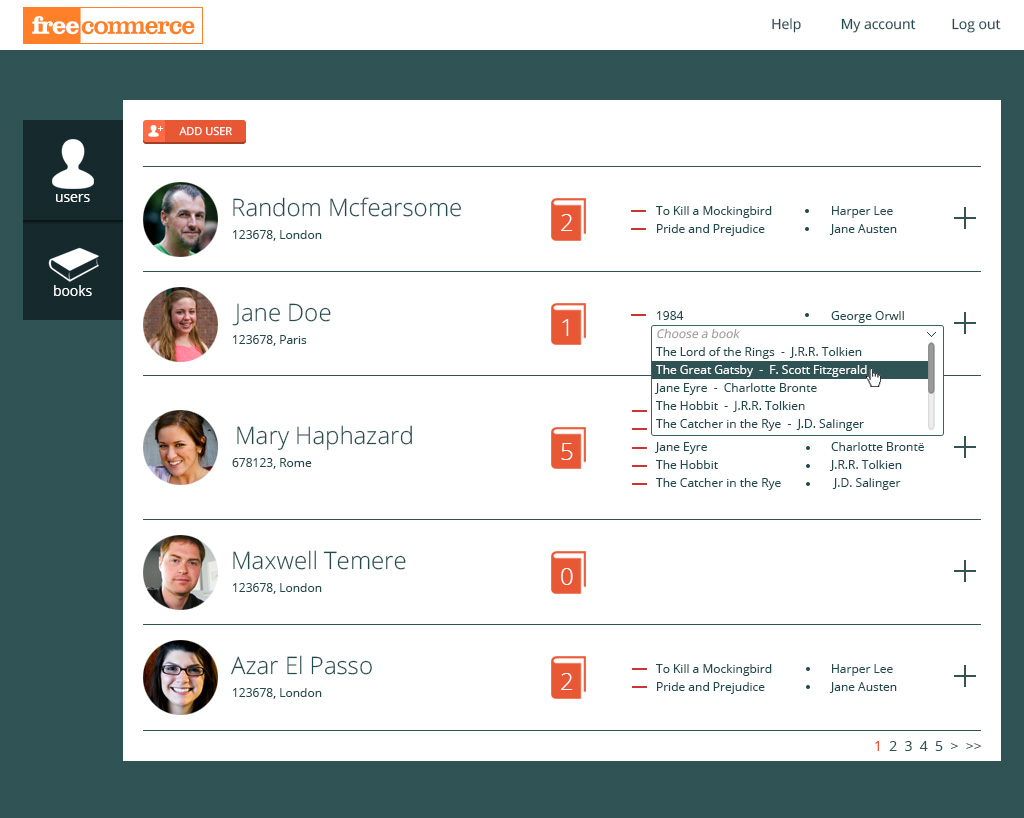 freecommerce
Help My account Log out
ADD USER
users
books
Random Mcfearsome
123678, London
2
To Kill a Mockingbird • Harper Lee
Pride and Prejudice • Jane Austen
Jane Doe
123678, Paris
1
1984 • George Orwll
Choose a book
The Lord of the Rings - J.R.R. Tolkien
The Great Gatsby - F. Scott Fitzgerald
Jane Eyre - Charlotte Bronte
The Hobbit - J.R.R. Tolkien
The Catcher in the Rye - J.D. Salinger
Mary Haphazard
678123, Rome
5
Jane Eyre • Charlotte Brontë
The Hobbit • J.R.R. Tolkien
The Catcher in the Rye • J.D. Salinger
Maxwell Temere
123678, London
0
Azar El Passo
123678, London
2
To Kill a Mockingbird • Harper Lee
Pride and Prejudice • Jane Austen
1 2 3 4 5 > >>